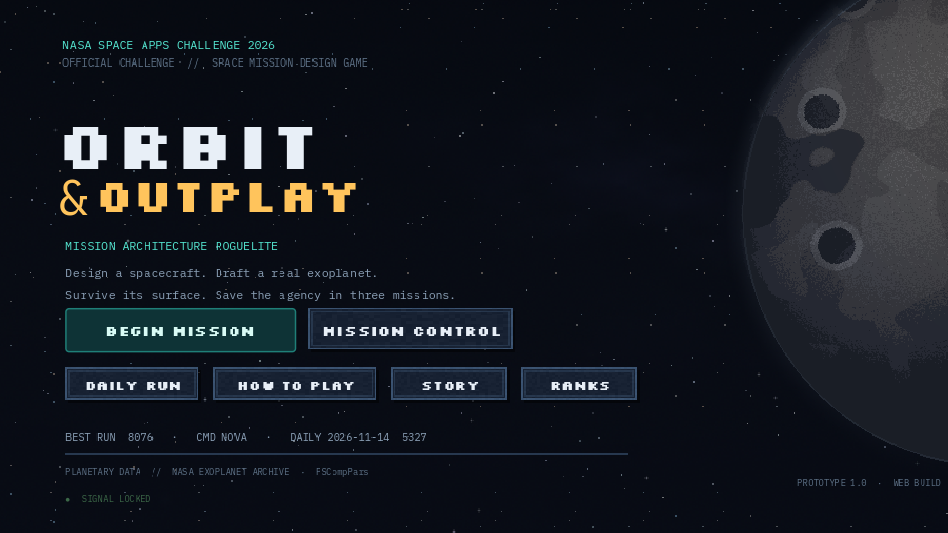 NASA SPACE APPS CHALLENGE 2026
OFFICIAL CHALLENGE // SPACE MISSION DESIGN GAME
ORBIT
& OUTPLAY
MISSION ARCHITECTURE ROGUELITE
Design a spacecraft. Draft a real exoplanet.
Survive its surface. Save the agency in three missions.
BEGIN MISSION MISSION CONTROL
DAILY RUN HOW TO PLAY STORY RANKS
BEST RUN 8076 · CMD NOVA · DAILY 2026-11-14 5327
PLANETARY DATA // NASA EXOPLANET ARCHIVE · PSCompPars
PROTOTYPE 1.0 · WEB BUILD
● SIGNAL LOCKED